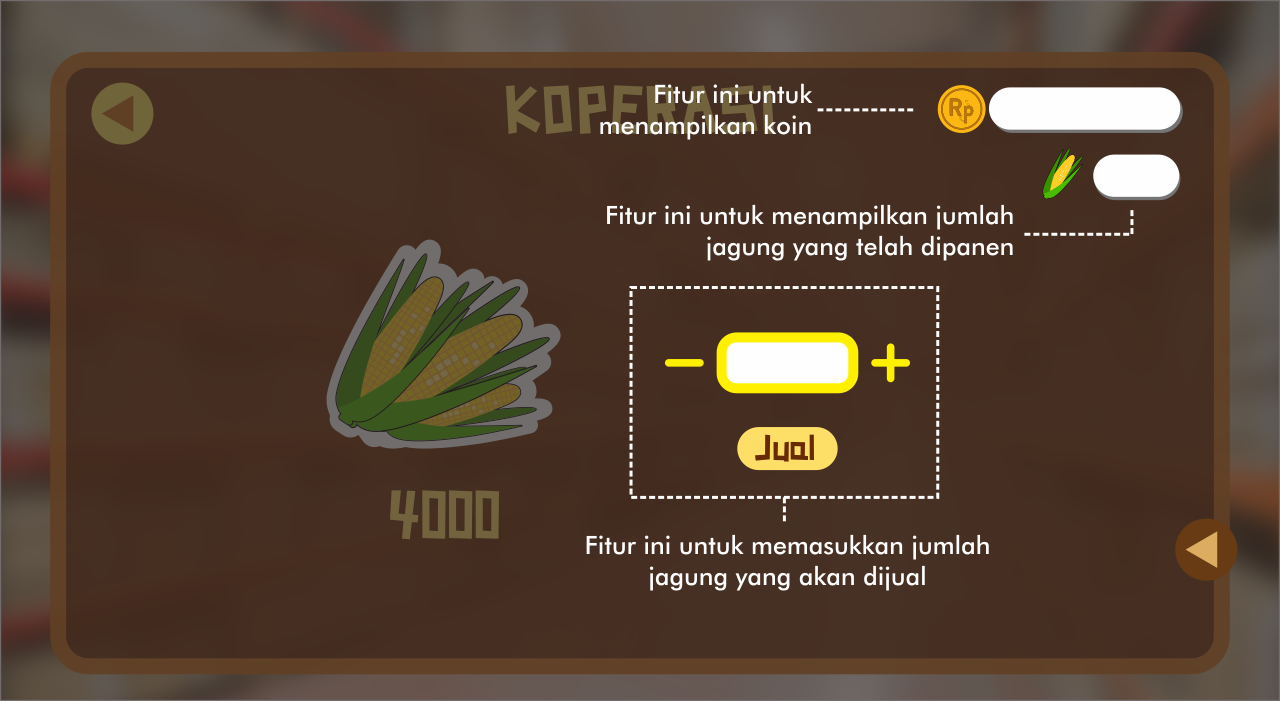 KOPERASI
Fitur ini untuk
menampilkan koin
Rp
Fitur ini untuk menampilkan jumlah
jagung yang telah dipanen
Jual
4000
Fitur ini untuk memasukkan jumlah
jagung yang akan dijual